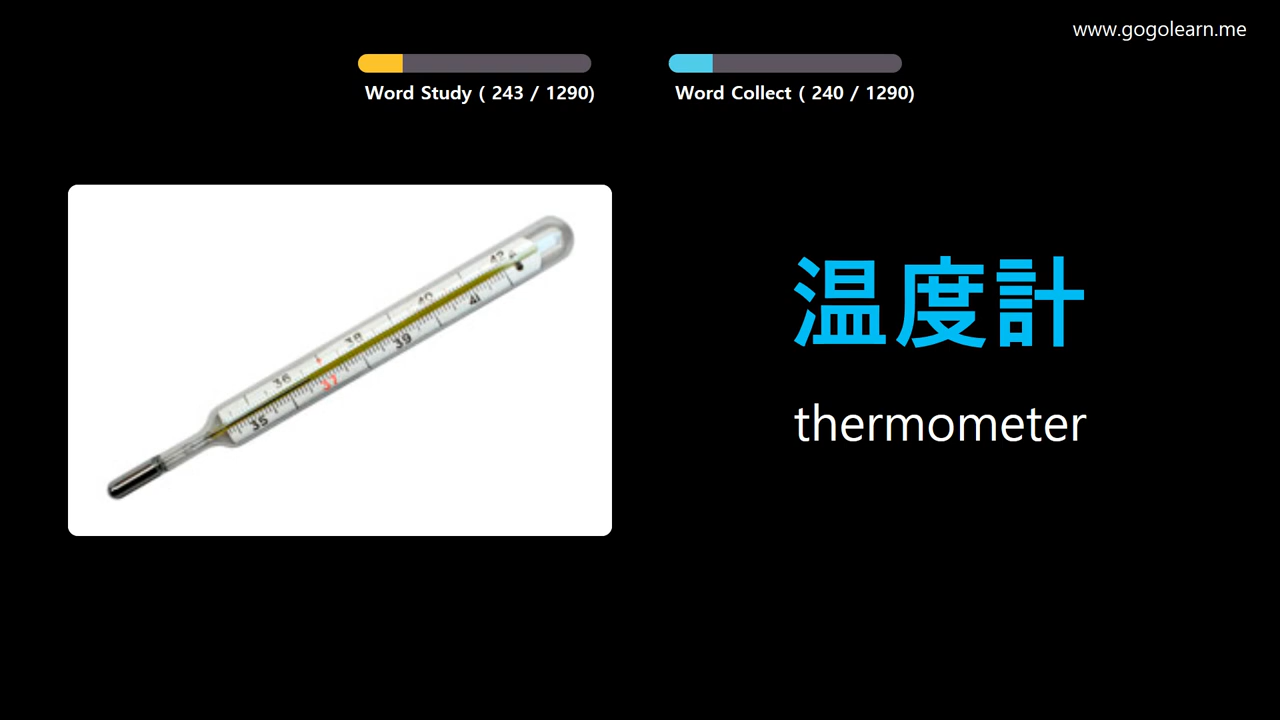 www.gogolearn.me
Word Study ( 243 / 1290)
Word Collect ( 240 / 1290)
温度計
thermometer
42
40
41
38
39
36
37
35